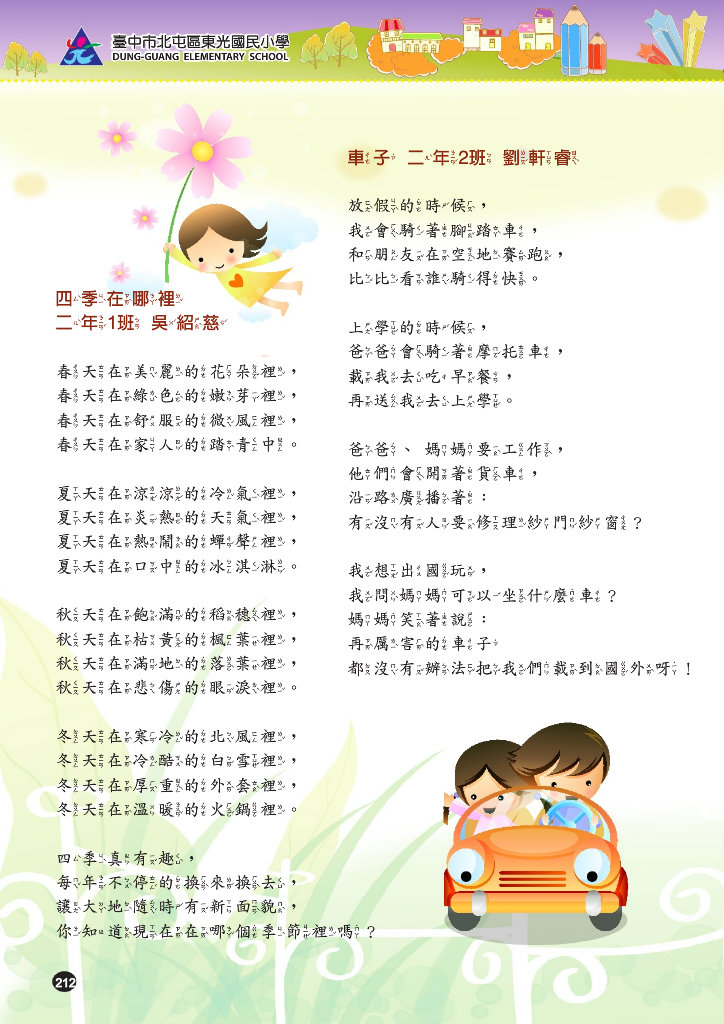 臺中市北屯區東光國民小學
DUNG-GUANG ELEMENTARY SCHOOL
四季在哪裡
二年1班 吳紹慈
春天在美麗的花朵裡，
春天在綠色的嫩芽裡，
春天在舒服的微風裡，
春天在家人的踏青中。
夏天在涼涼的冷氣裡，
夏天在炎熱的天氣裡，
夏天在熱鬧的蟬聲裡，
夏天在口中的冰淇淋。
秋天在飽滿的稻穗裡，
秋天在枯黃的楓葉裡，
秋天在滿地的落葉裡，
秋天在悲傷的眼淚裡。
冬天在寒冷的北風裡，
冬天在冷酷的白雪裡，
冬天在厚重的外套裡，
冬天在溫暖的火鍋裡。
四季真有趣，
每年不停的換來換去，
讓大地隨時有新面貌，
你知道現在在哪個季節裡嗎？
車子 二年2班 劉軒睿
放假的時候，
我會騎著腳踏車，
和朋友在空地賽跑，
比比看誰騎得快。
上學的時候，
爸爸會騎著摩托車，
載我去吃早餐，
再送我去上學。
爸爸、媽媽要工作，
他們會開著貨車，
沿路廣播著：
有沒有人要修理紗門紗窗？
我想出國玩，
我問媽媽可以坐什麼車？
媽媽笑著說：
再厲害的車子
都沒有辦法把我們載到國外呀！
212